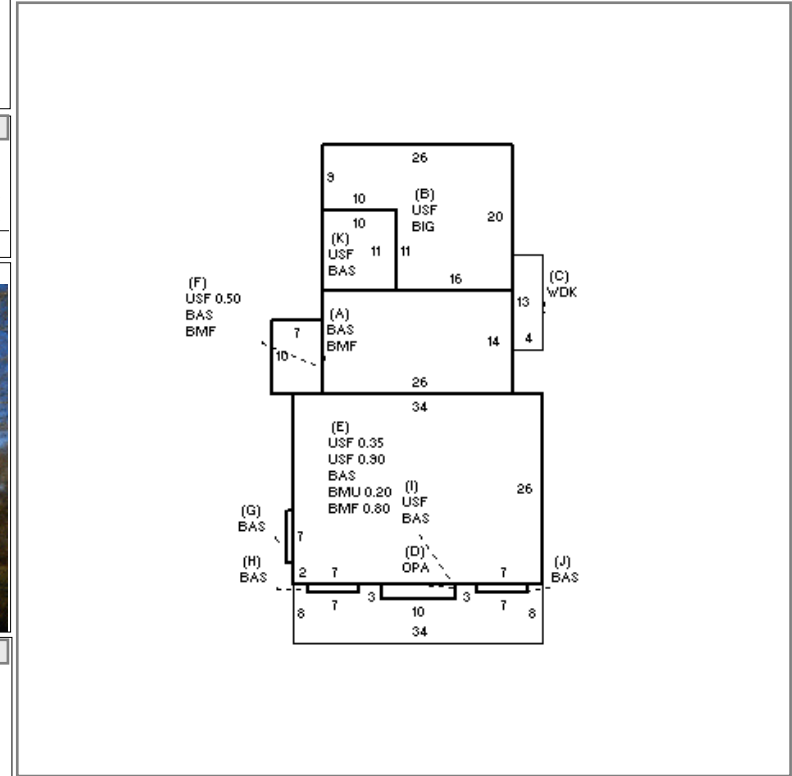 26
9
(B)
USF
BIG
10
20
10
(K)
USF
BAS
11
11
16
(C)
WDK
13
4
(F)
USF 0.50
BAS
BMF
(A)
BAS
BMF
7
10
14
26
34
(E)
USF 0.35
USF 0.90
BAS
BMU 0.20
BMF 0.80
(I)
USF
BAS
26
(G)
BAS
7
(D)
OPA
(H)
BAS
2
7
7
(J)
BAS
7
3
10
3
7
8
8
34